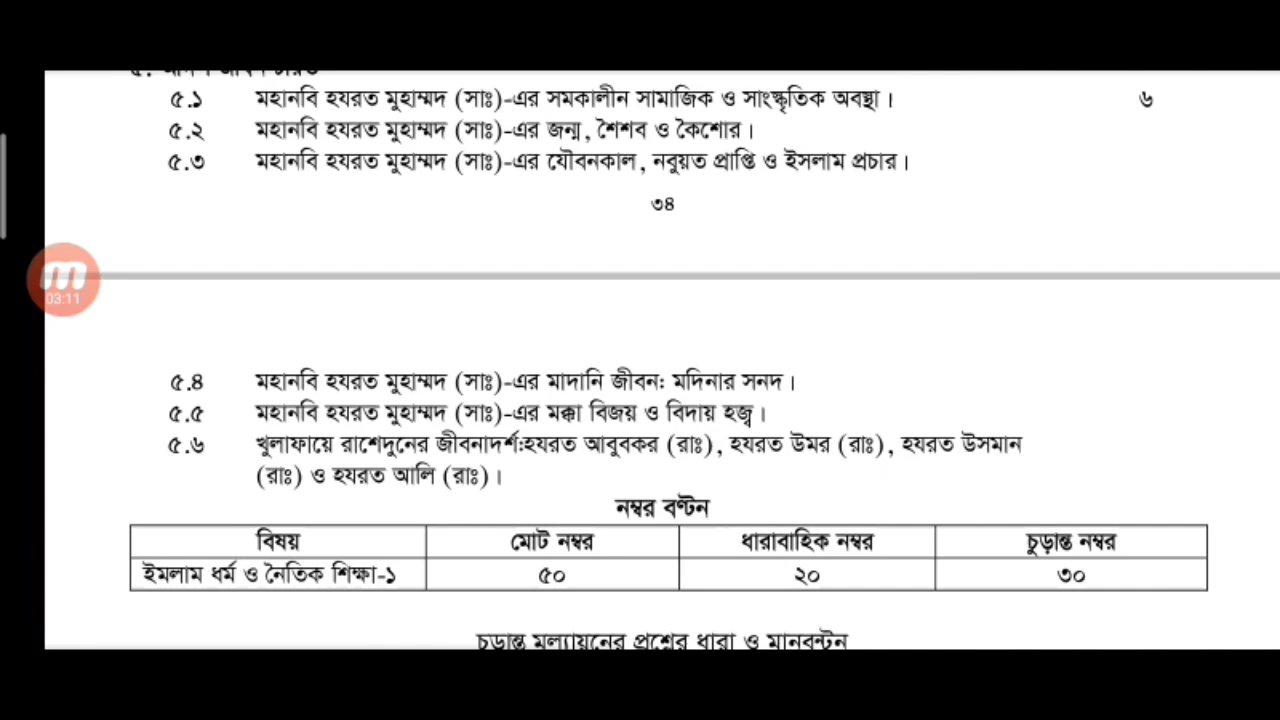 ৫.১ মহানবি হযরত মুহাম্মদ (সাঃ)-এর সমকালীন সামাজিক ও সাংষ্কৃতিক অবস্থা। ৬
৫.২ মহানবি হযরত মুহাম্মদ (সাঃ)-এর জন্ম, শৈশব ও কৈশোর।
৫.৩ মহানবি হযরত মুহাম্মদ (সাঃ)-এর যৌবনকাল, নবুয়ত প্রাপ্তি ও ইসলাম প্রচার।
৩৪
03:11
৫.৪ মহানবি হযরত মুহাম্মদ (সাঃ)-এর মাদানি জীবনঃ মদিনার সনদ।
৫.৫ মহানবি হযরত মুহাম্মদ (সাঃ)-এর মক্কা বিজয় ও বিদায় হজ্ব।
৫.৬ খুলাফায়ে রাশেদুনের জীবনাদর্শ:হযরত আবুবকর (রাঃ), হযরত উমর (রাঃ), হযরত উসমান
(রাঃ) ও হযরত আলি (রাঃ)।
নম্বর বণ্টন
বিষয় মোট নম্বর ধারাবাহিক নম্বর চুড়ান্ত নম্বর
ইমলাম ধর্ম ও নৈতিক শিক্ষা-১ ৫০ ২০ ৩০
চুড়ান্ত মল্যায়নের প্রশ্নের ধারা ও মানবন্টন